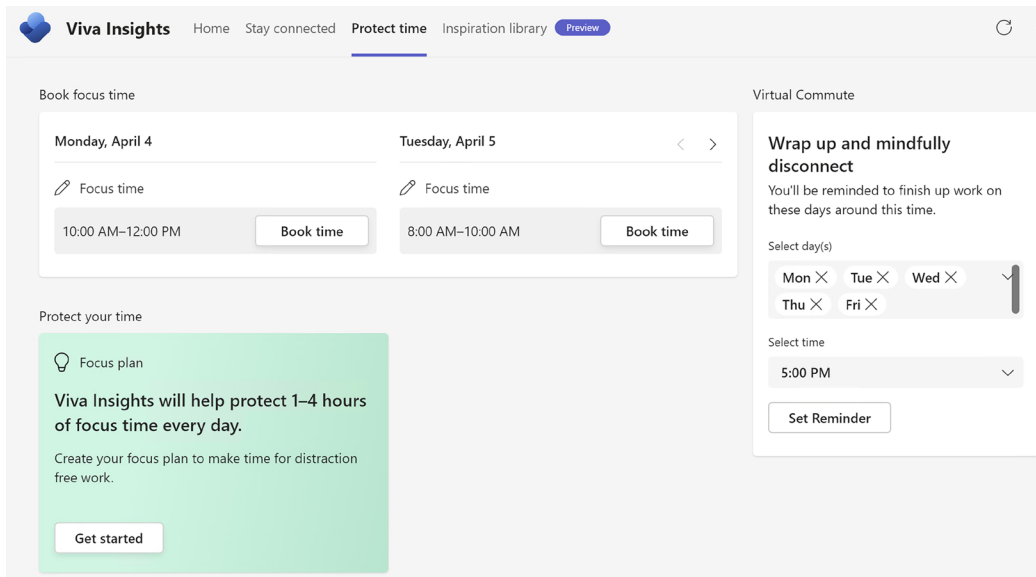 Viva Insights Home Stay connected Protect time Inspiration library Preview
Book focus time
Monday, April 4
Focus time
10:00 AM–12:00 PM Book time
Tuesday, April 5
Focus time
8:00 AM–10:00 AM Book time
Protect your time
Focus plan
Viva Insights will help protect 1–4 hours
of focus time every day.
Create your focus plan to make time for distraction
free work.
Get started
Virtual Commute
Wrap up and mindfully
disconnect
You'll be reminded to finish up work on
these days around this time.
Select day(s)
Mon Tue Wed
Thu Fri
Select time
5:00 PM
Set Reminder